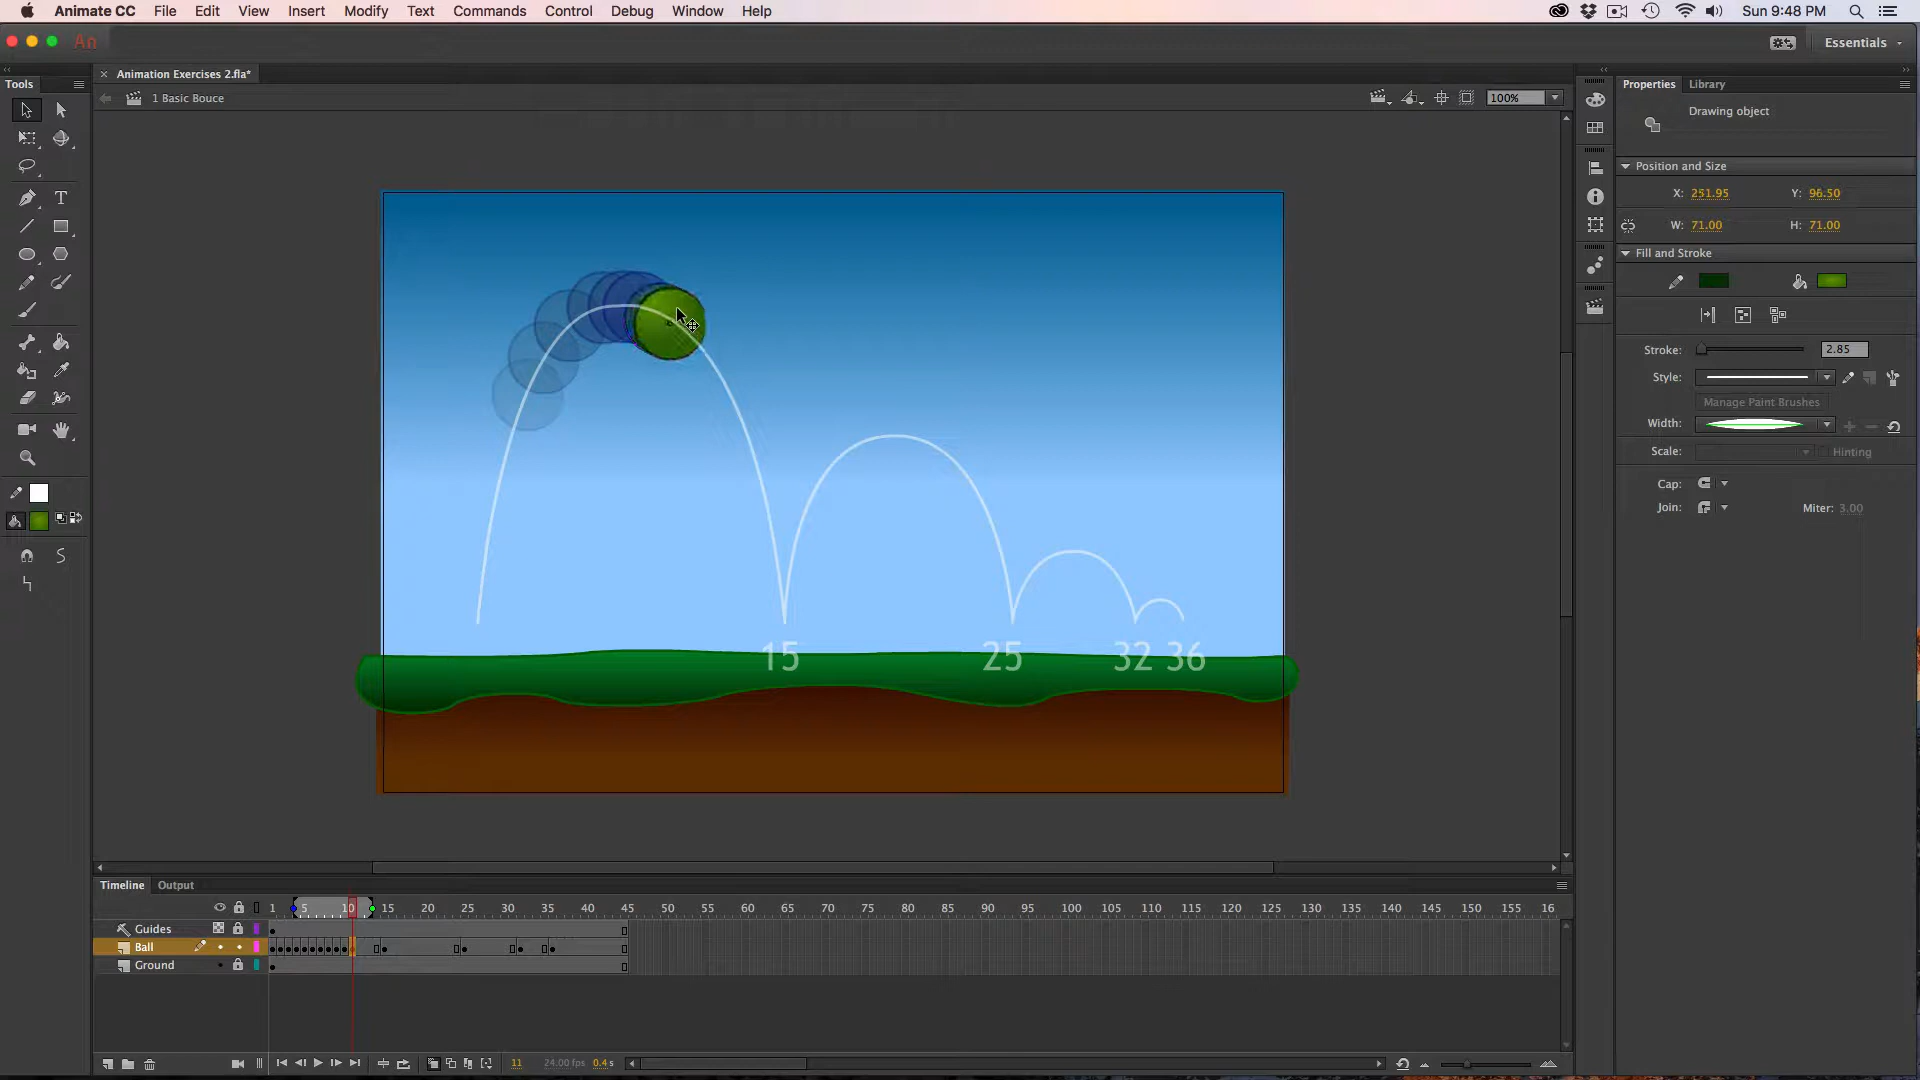 Animate CC File Edit View Insert Modify Text Commands Control Debug Window Help Sun 9:48 PM
An Essentials
Tools Animation Exercises 2.fla* Properties Library
1 Basic Bouce 100%
Drawing object
Position and Size
X: 251.95 Y: 96.50
W: 71.00 H: 71.00
Fill and Stroke
Stroke: 2.85
Style:
Manage Paint Brushes
Width:
Scale: Hinting
Cap:
Join: Miter: 3.00
15 25 32 36
Timeline Output
1 5 10 15 20 25 30 35 40 45 50 55 60 65 70 75 80 85 90 95 100 105 110 115 120 125 130 135 140 145 150 155 16
Guides
Ball
Ground
11 24.00 fps 0.4 s